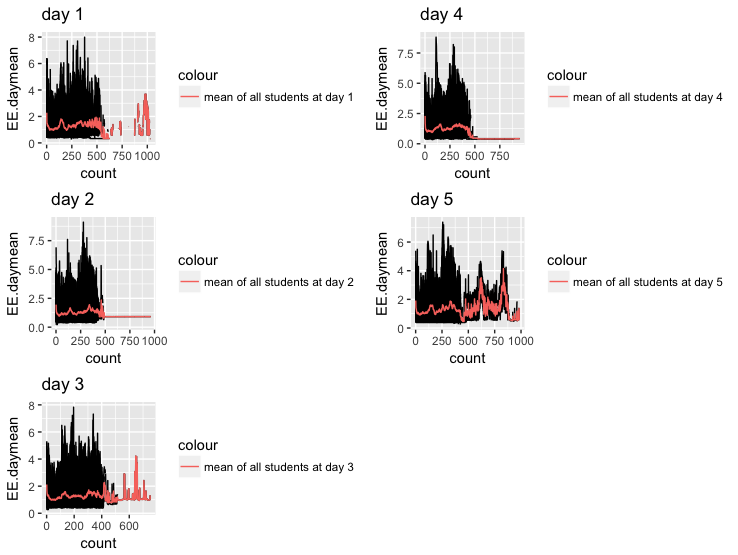 day 1
8
6
4
2
0
EE.daymean
0 250 500 750 1000
count
colour
mean of all students at day 1
day 4
7.5
5.0
2.5
0.0
EE.daymean
0 250 500 750
count
colour
mean of all students at day 4
day 2
7.5
5.0
2.5
0.0
EE.daymean
0 250 500 750 1000
count
colour
mean of all students at day 2
day 5
6
4
2
0
EE.daymean
0 250 500 750 1000
count
colour
mean of all students at day 5
day 3
8
6
4
2
0
EE.daymean
0 200 400 600
count
colour
mean of all students at day 3